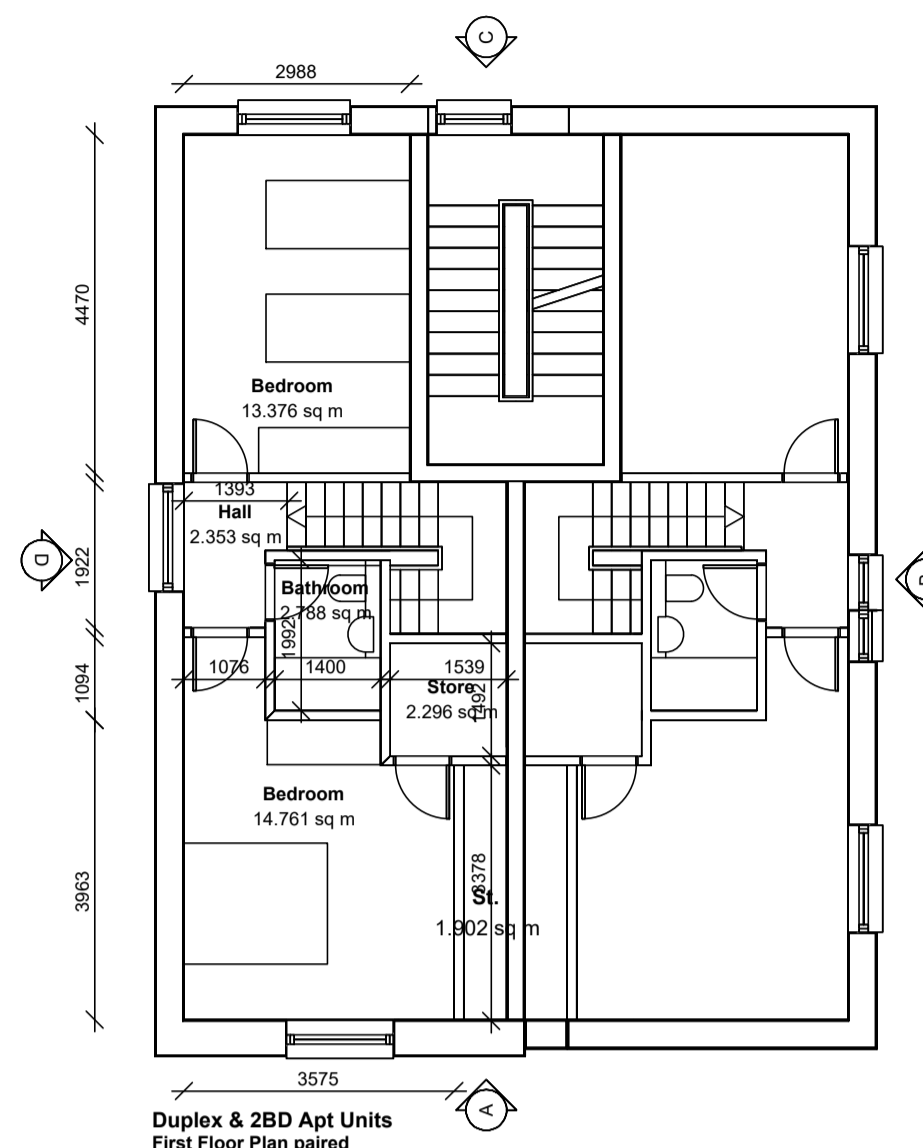 C
2988
4470
Bedroom
13.376 sq m
1393
Hall
2.353 sq m
D
1922
Bathroom
2.788 sq m
1992
1094
1076
1400
1539
Store
2.296 sq m
1492
Bedroom
14.761 sq m
3963
3378
St.
1.902 sq m
3575
A
Duplex & 2BD Apt Units
First Floor Plan paired